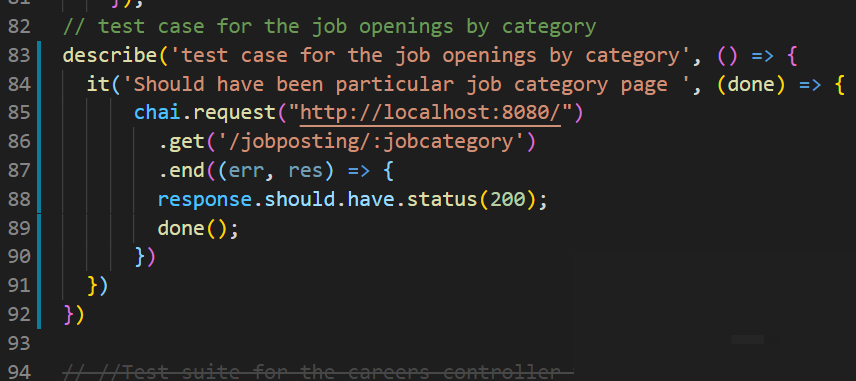 81 });
82 // test case for the job openings by category
83 describe('test case for the job openings by category', () => {
84 it('Should have been particular job category page ', (done) => {
85 chai.request("http://localhost:8080/")
86 .get('/jobposting/:jobcategory')
87 .end((err, res) => {
88 response.should.have.status(200);
89 done();
90 })
91 })
92 })
93
94 // //Test suite for the careers controller